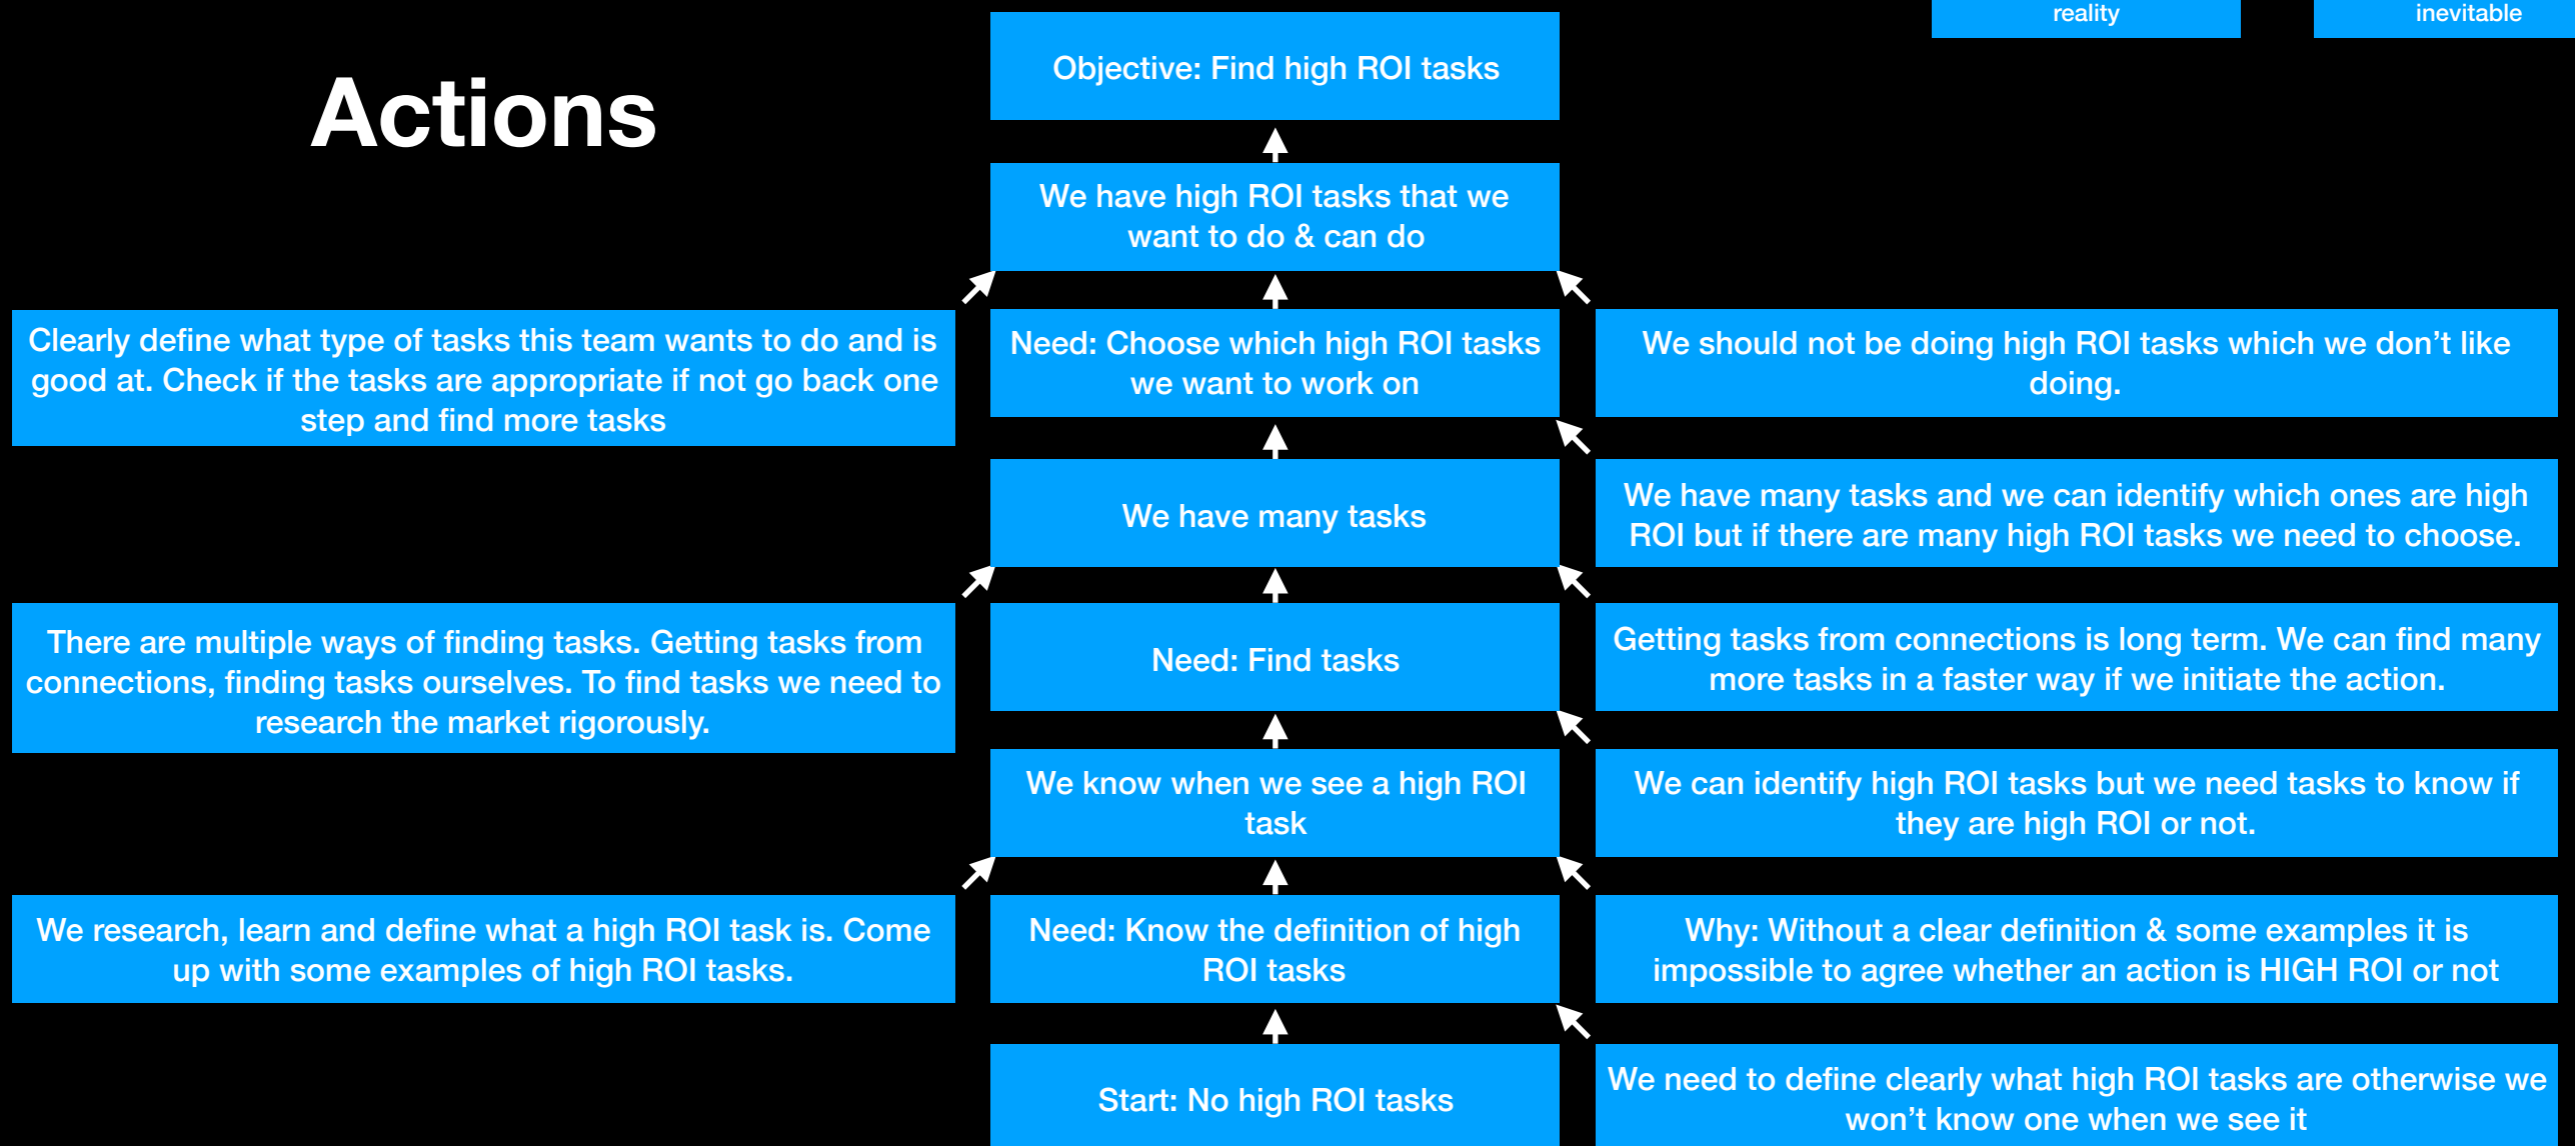 reality
inevitable
Actions
Objective: Find high ROI tasks
We have high ROI tasks that we
want to do & can do
Clearly define what type of tasks this team wants to do and is
good at. Check if the tasks are appropriate if not go back one
step and find more tasks
Need: Choose which high ROI tasks
we want to work on
We should not be doing high ROI tasks which we don’t like
doing.
We have many tasks
We have many tasks and we can identify which ones are high
ROI but if there are many high ROI tasks we need to choose.
There are multiple ways of finding tasks. Getting tasks from
connections, finding tasks ourselves. To find tasks we need to
research the market rigorously.
Need: Find tasks
Getting tasks from connections is long term. We can find many
more tasks in a faster way if we initiate the action.
We know when we see a high ROI
task
We can identify high ROI tasks but we need tasks to know if
they are high ROI or not.
We research, learn and define what a high ROI task is. Come
up with some examples of high ROI tasks.
Need: Know the definition of high
ROI tasks
Why: Without a clear definition & some examples it is
impossible to agree whether an action is HIGH ROI or not
Start: No high ROI tasks
We need to define clearly what high ROI tasks are otherwise we
won’t know one when we see it